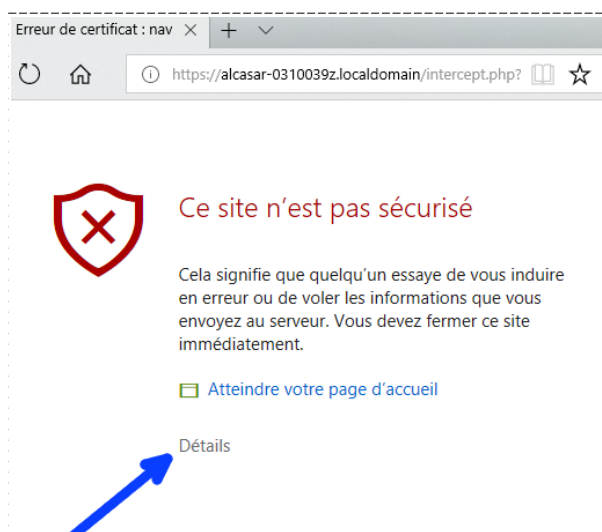 Erreur de certificat : nav
https://alcasar-0310039z.localdomain/intercept.php?
Ce site n’est pas sécurisé
Cela signifie que quelqu’un essaye de vous induire
en erreur ou de voler les informations que vous
envoyez au serveur. Vous devez fermer ce site
immédiatement.
Atteindre votre page d’accueil
Détails